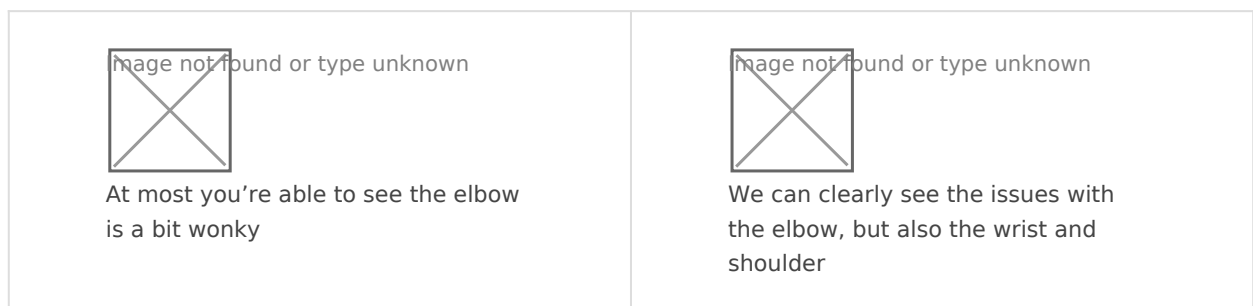 Image not found or type unknown
At most you’re able to see the elbow
is a bit wonky
Image not found or type unknown
We can clearly see the issues with
the elbow, but also the wrist and
shoulder